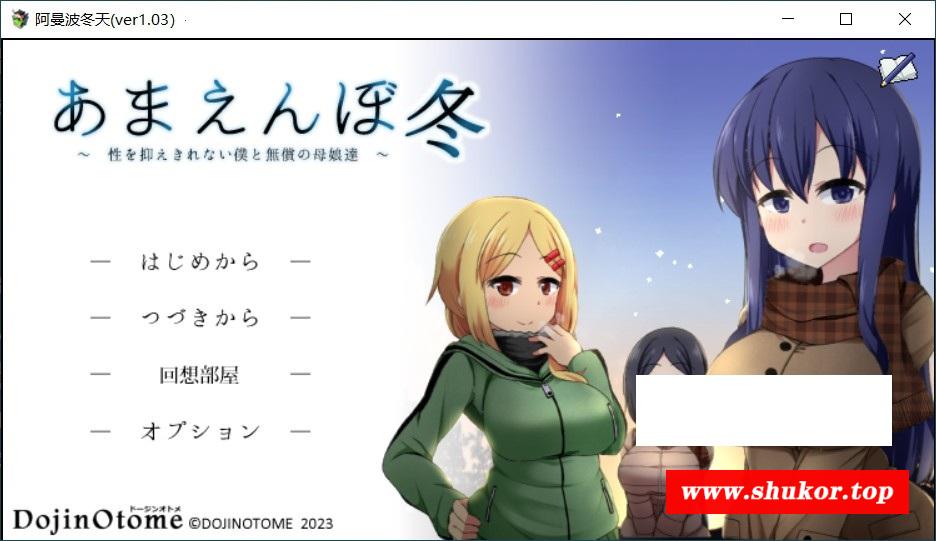 阿曼波冬天(ver1.03)
あまえんぼ冬
～ 性を抑えきれない僕と無償の母娘達 ～
― はじめから ―
― つづきから ―
― 回想部屋 ―
― オプション ―
ドージンオトメ
DojinOtome ©DOJINOTOME 2023
www.shukor.top